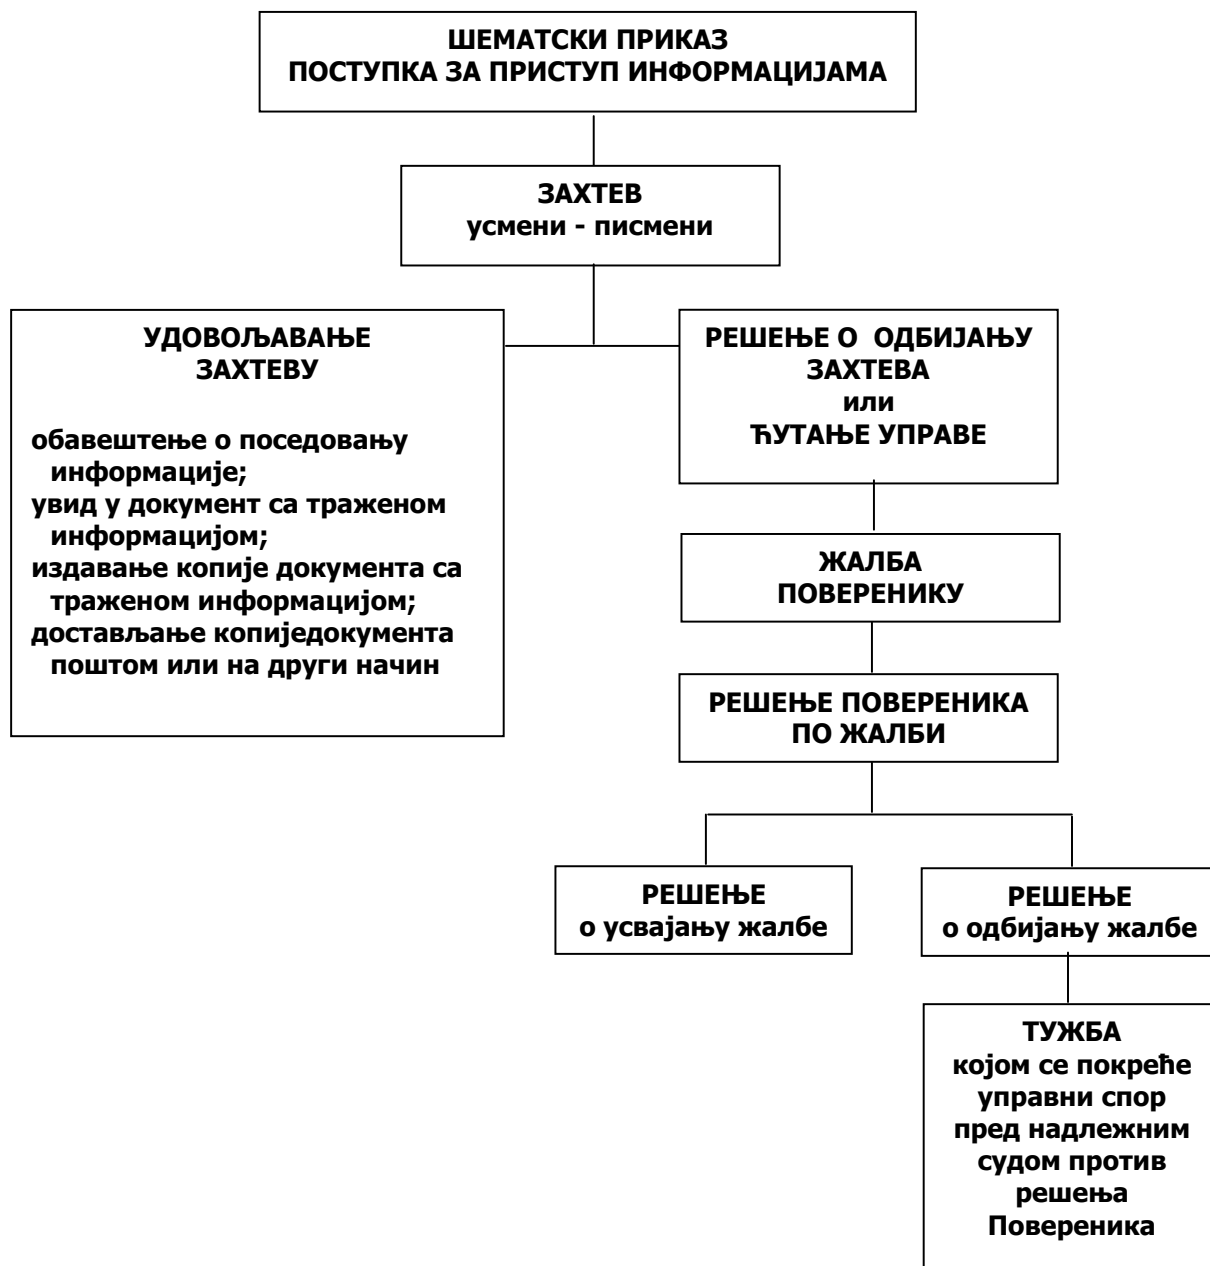 ШЕМАТСКИ ПРИКАЗ
ПОСТУПКА ЗА ПРИСТУП ИНФОРМАЦИЈАМА
ЗАХТЕВ
усмени - писмени
УДОВОЉАВАЊЕ
ЗАХТЕВУ
обавештење о поседовању
информације;
увид у документ са траженом
информацијом;
издавање копије документа са
траженом информацијом;
достављање копиједокумента
поштом или на други начин
РЕШЕЊЕ О ОДБИЈАЊУ
ЗАХТЕВА
или
ЋУТАЊЕ УПРАВЕ
ЖАЛБА
ПОВЕРЕНИКУ
РЕШЕЊЕ ПОВЕРЕНИКА
ПО ЖАЛБИ
РЕШЕЊЕ
о усвајању жалбе
РЕШЕЊЕ
о одбијању жалбе
ТУЖБА
којом се покреће
управни спор
пред надлежним
судом против
решења
Повереника